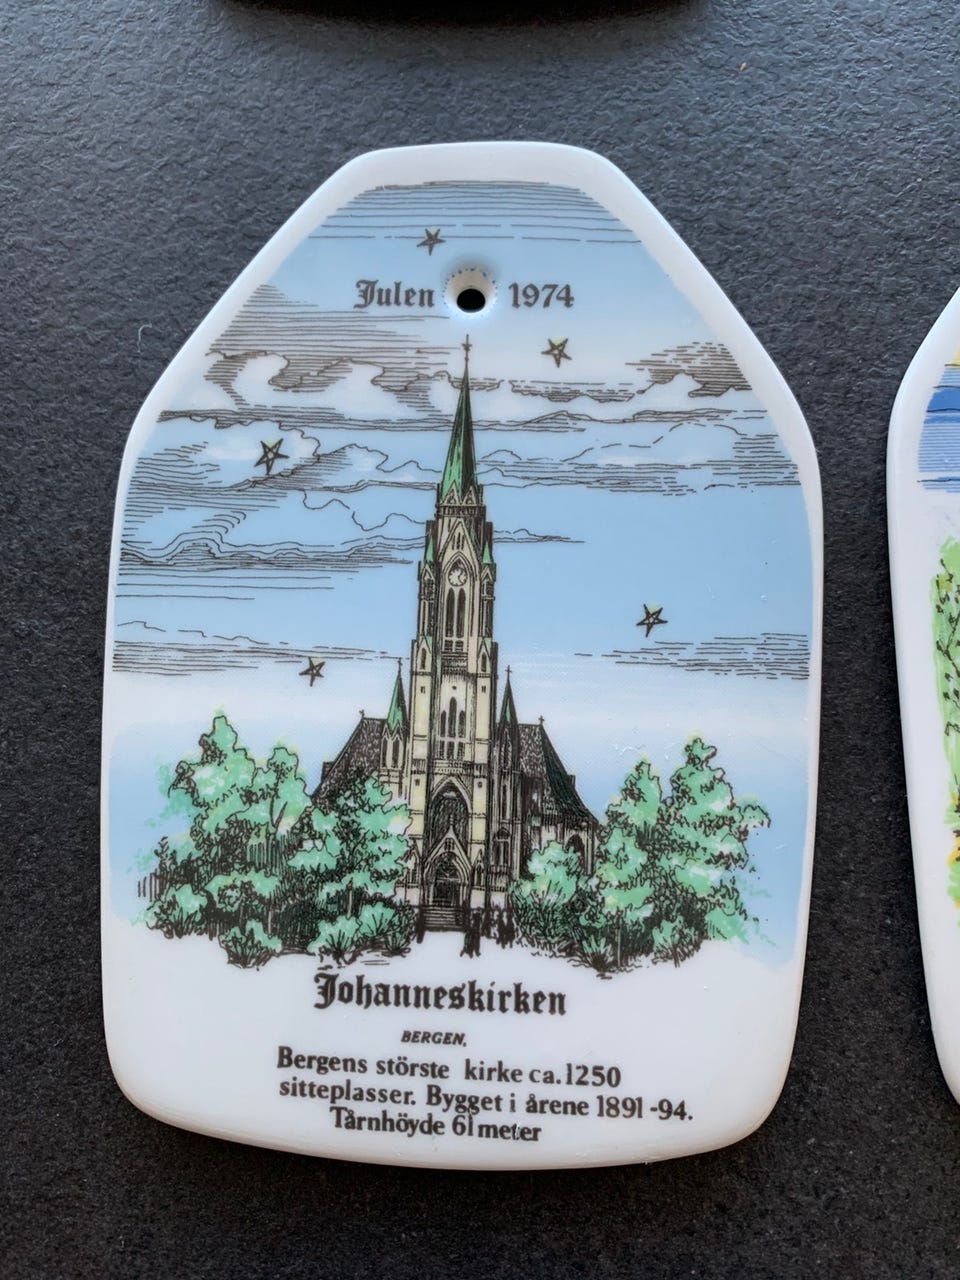 Julen 1974
Johanneskirken
BERGEN,
Bergens störste kirke ca. 1250
sitteplasser. Bygget i årene 1891-94.
Tårnhöyde 61 meter